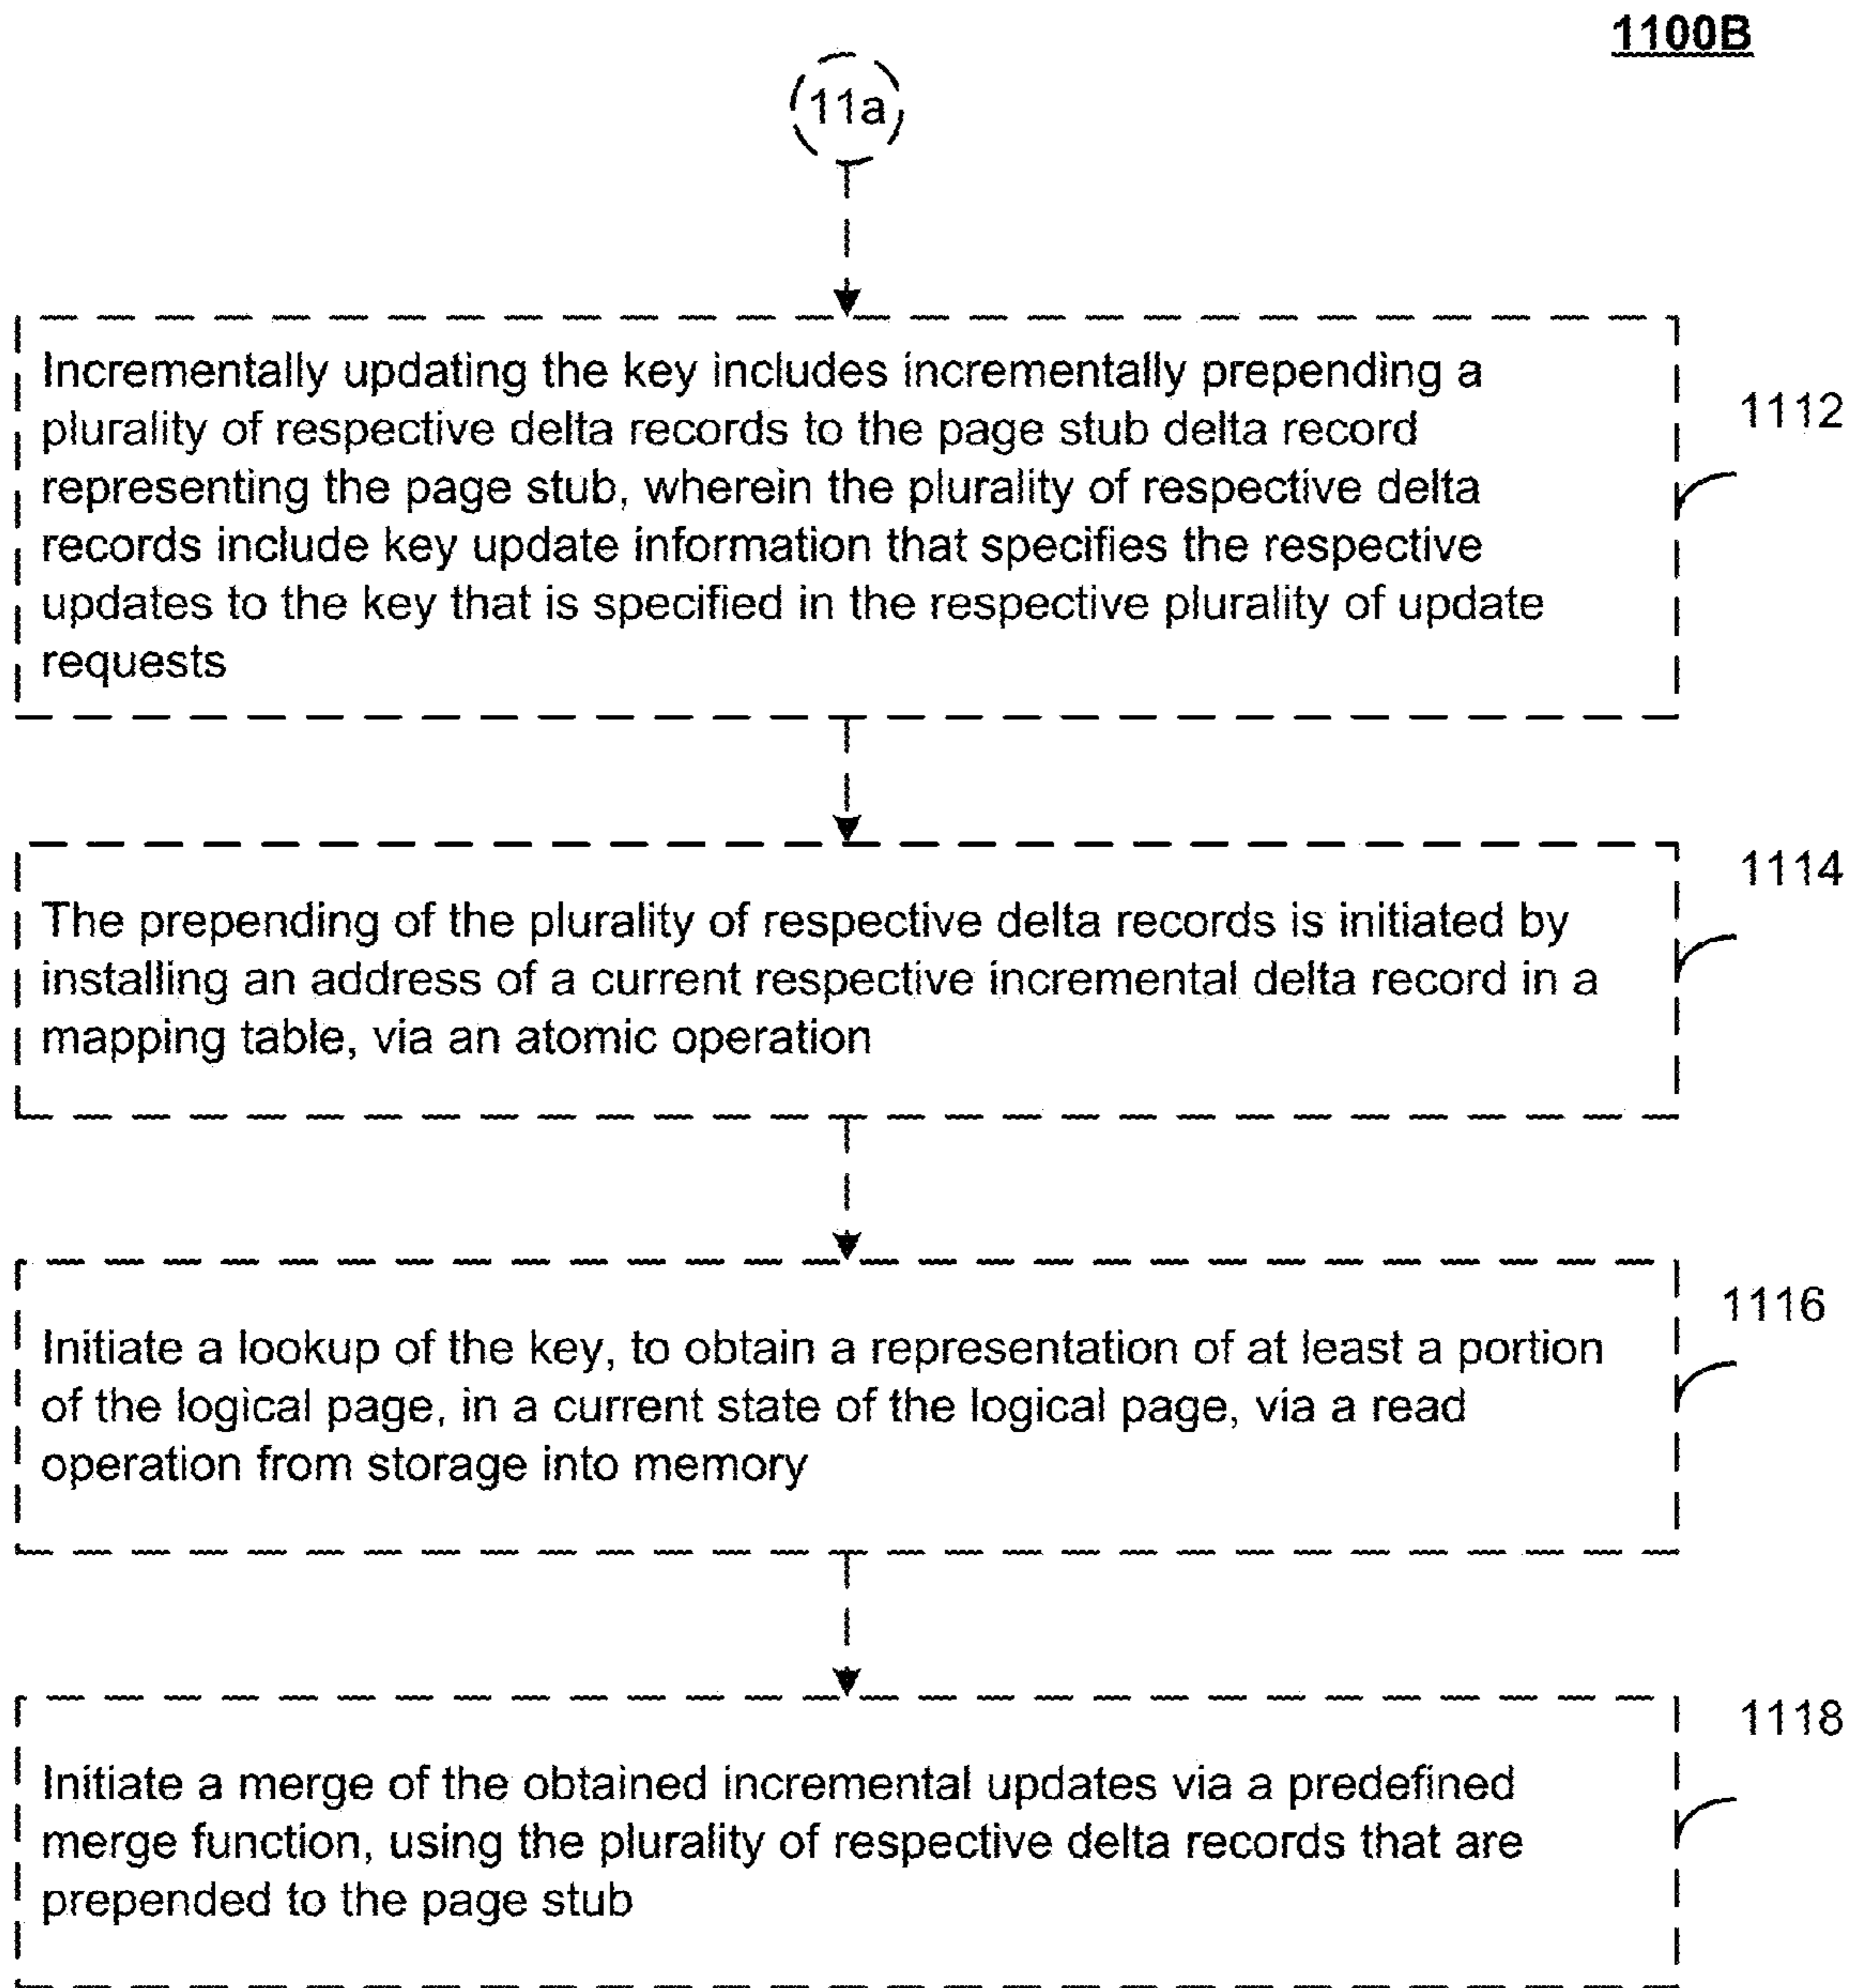 1100B
11a
Incrementally updating the key includes incrementally prepending a
plurality of respective delta records to the page stub delta record
representing the page stub, wherein the plurality of respective delta
records include key update information that specifies the respective
updates to the key that is specified in the respective plurality of update
requests
1112
The prepending of the plurality of respective delta records is initiated by
installing an address of a current respective incremental delta record in a
mapping table, via an atomic operation
1114
Initiate a lookup of the key, to obtain a representation of at least a portion
of the logical page, in a current state of the logical page, via a read
operation from storage into memory
1116
Initiate a merge of the obtained incremental updates via a predefined
merge function, using the plurality of respective delta records that are
prepended to the page stub
1118